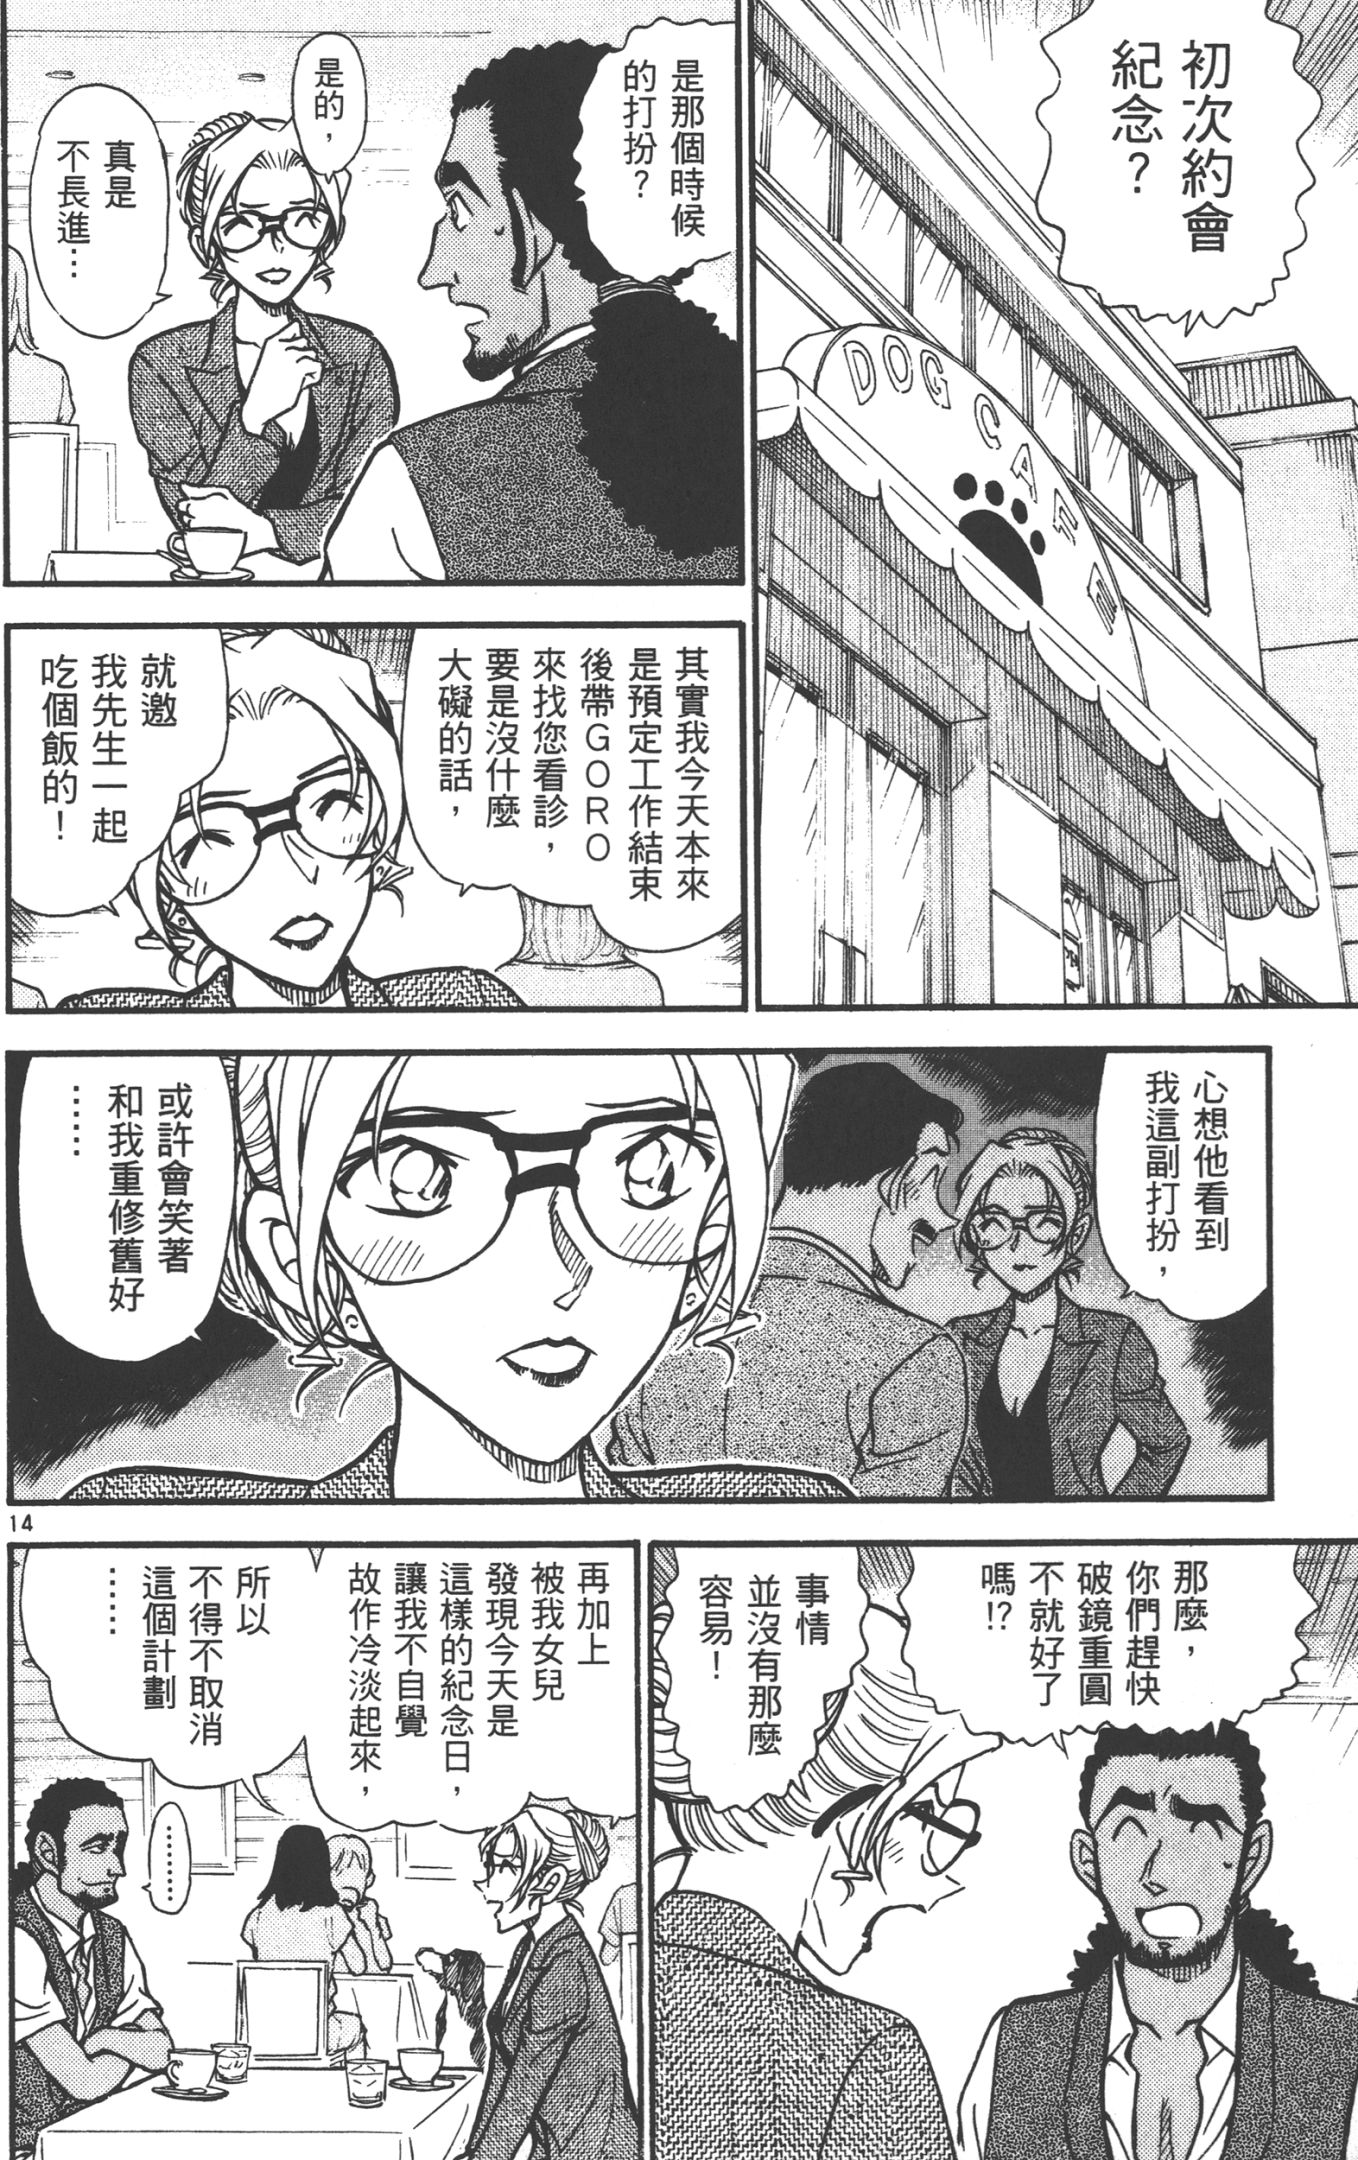 初次約會
紀念？
DOG CAFE
是那個時候
的打扮？
是的，
真是
不長進…
其實我今天本來
是預定工作結束
後帶GORO
來找您看診，
要是沒什麼
大礙的話，
就邀
我先生一起
吃個飯的！
心想他看到
我這副打扮，
或許會笑著
和我重修舊好
……
14
那麼，
你們趕快
破鏡重圓
不就好了
嗎!?
事情
並沒有那麼
容易！
再加上
被我女兒
發現今天是
這樣的紀念日，
讓我不自覺
故作冷淡起來，
所以
不得不取消
這個計劃
……
………